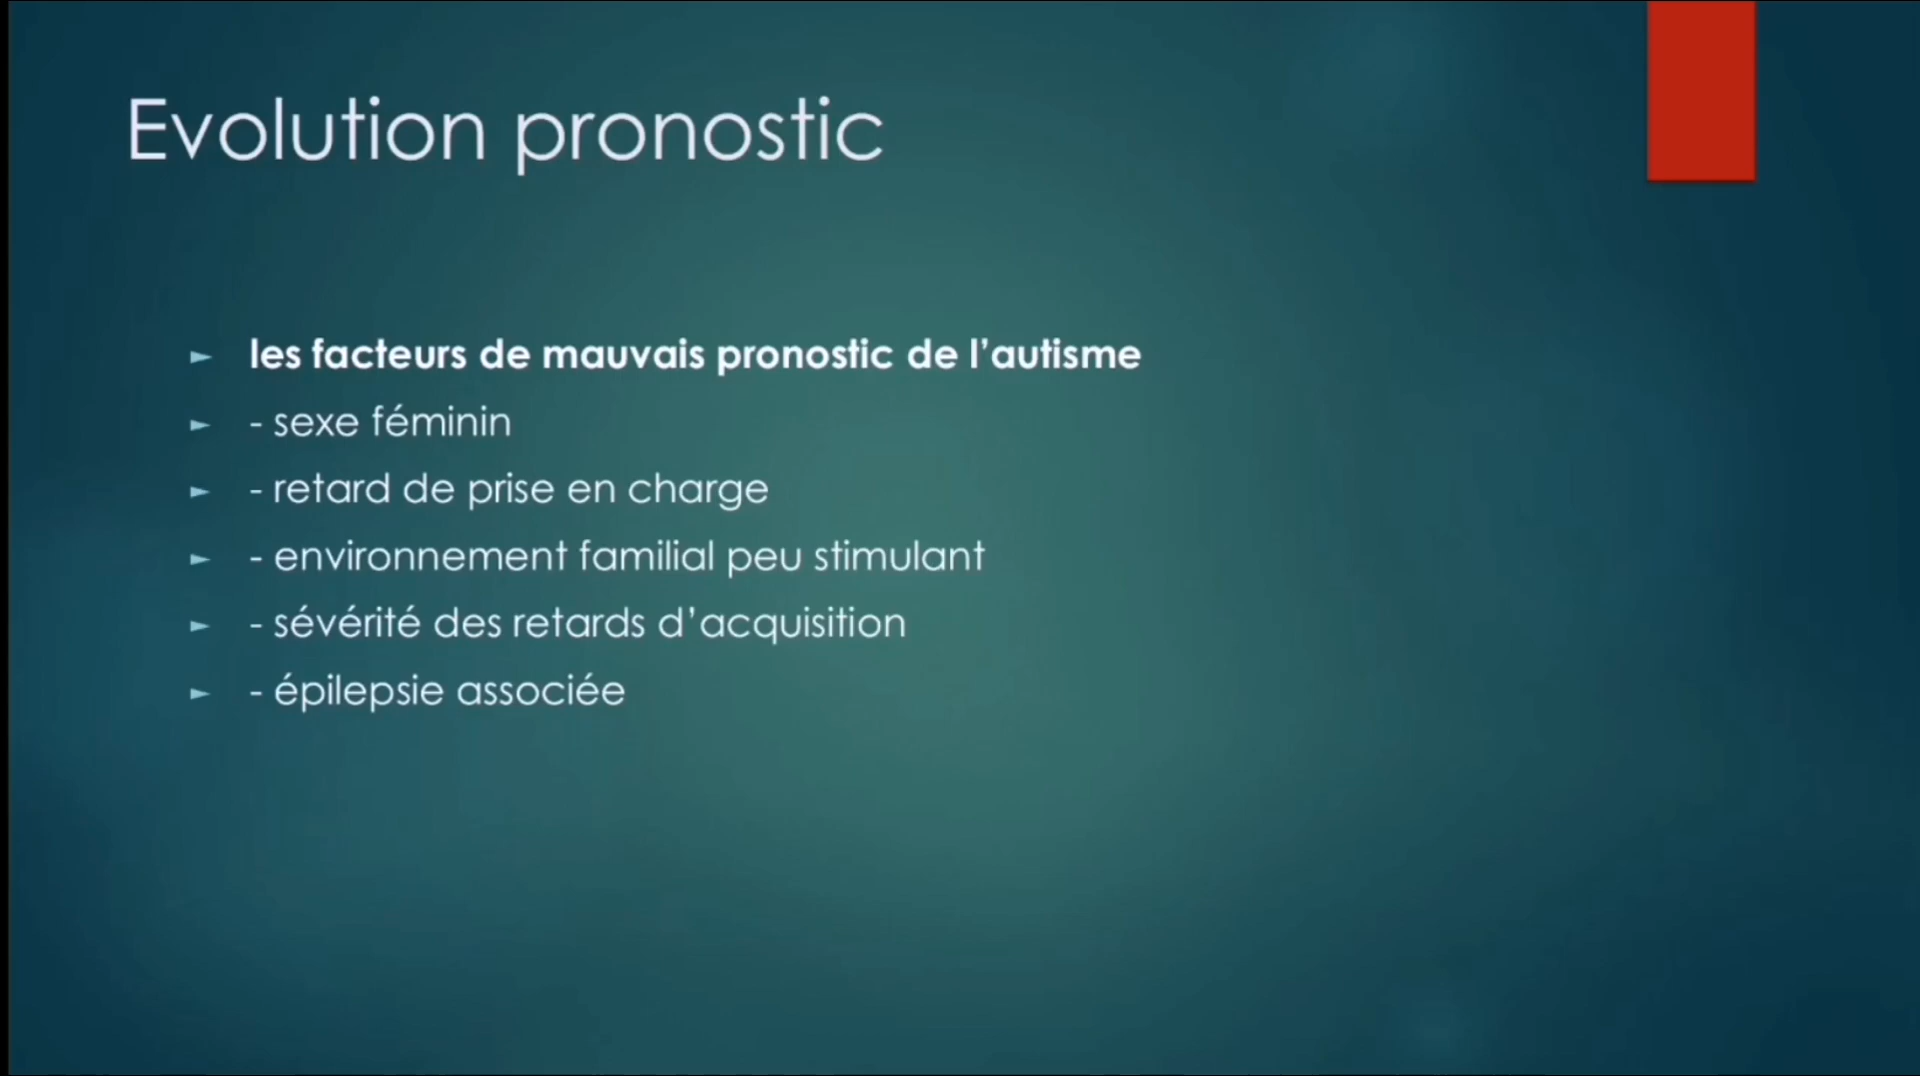 Evolution pronostic
les facteurs de mauvais pronostic de l'autisme
- sexe féminin
- retard de prise en charge
- environnement familial peu stimulant
- sévérité des retards d'acquisition
- épilepsie associée